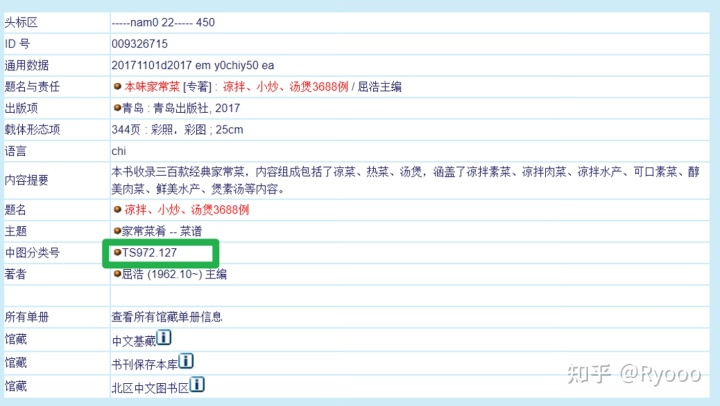 头标区 -----nam0 22----- 450
ID 号 009326715
通用数据 20171101d2017 em y0chiy50 ea
题名与责任 本味家常菜 [专著] : 凉拌、小炒、汤煲3688例 / 屈浩主编
出版项 青岛 : 青岛出版社, 2017
载体形态项 344页 : 彩照，彩图 ; 25cm
语言 chi
内容提要 本书收录三百款经典家常菜，内容组成包括了凉菜、热菜、汤煲，涵盖了凉拌素菜、凉拌肉菜、凉拌水产、可口素菜、醇
美肉菜、鲜美水产、煲素汤等内容。
题名 凉拌、小炒、汤煲3688例
主题 家常菜肴 -- 菜谱
中图分类号 TS972.127
著者 屈浩 (1962.10~) 主编
所有单册 查看所有馆藏单册信息
馆藏 中文基藏
馆藏 书刊保存本库
馆藏 北区中文图书区
知乎 @Ryooo